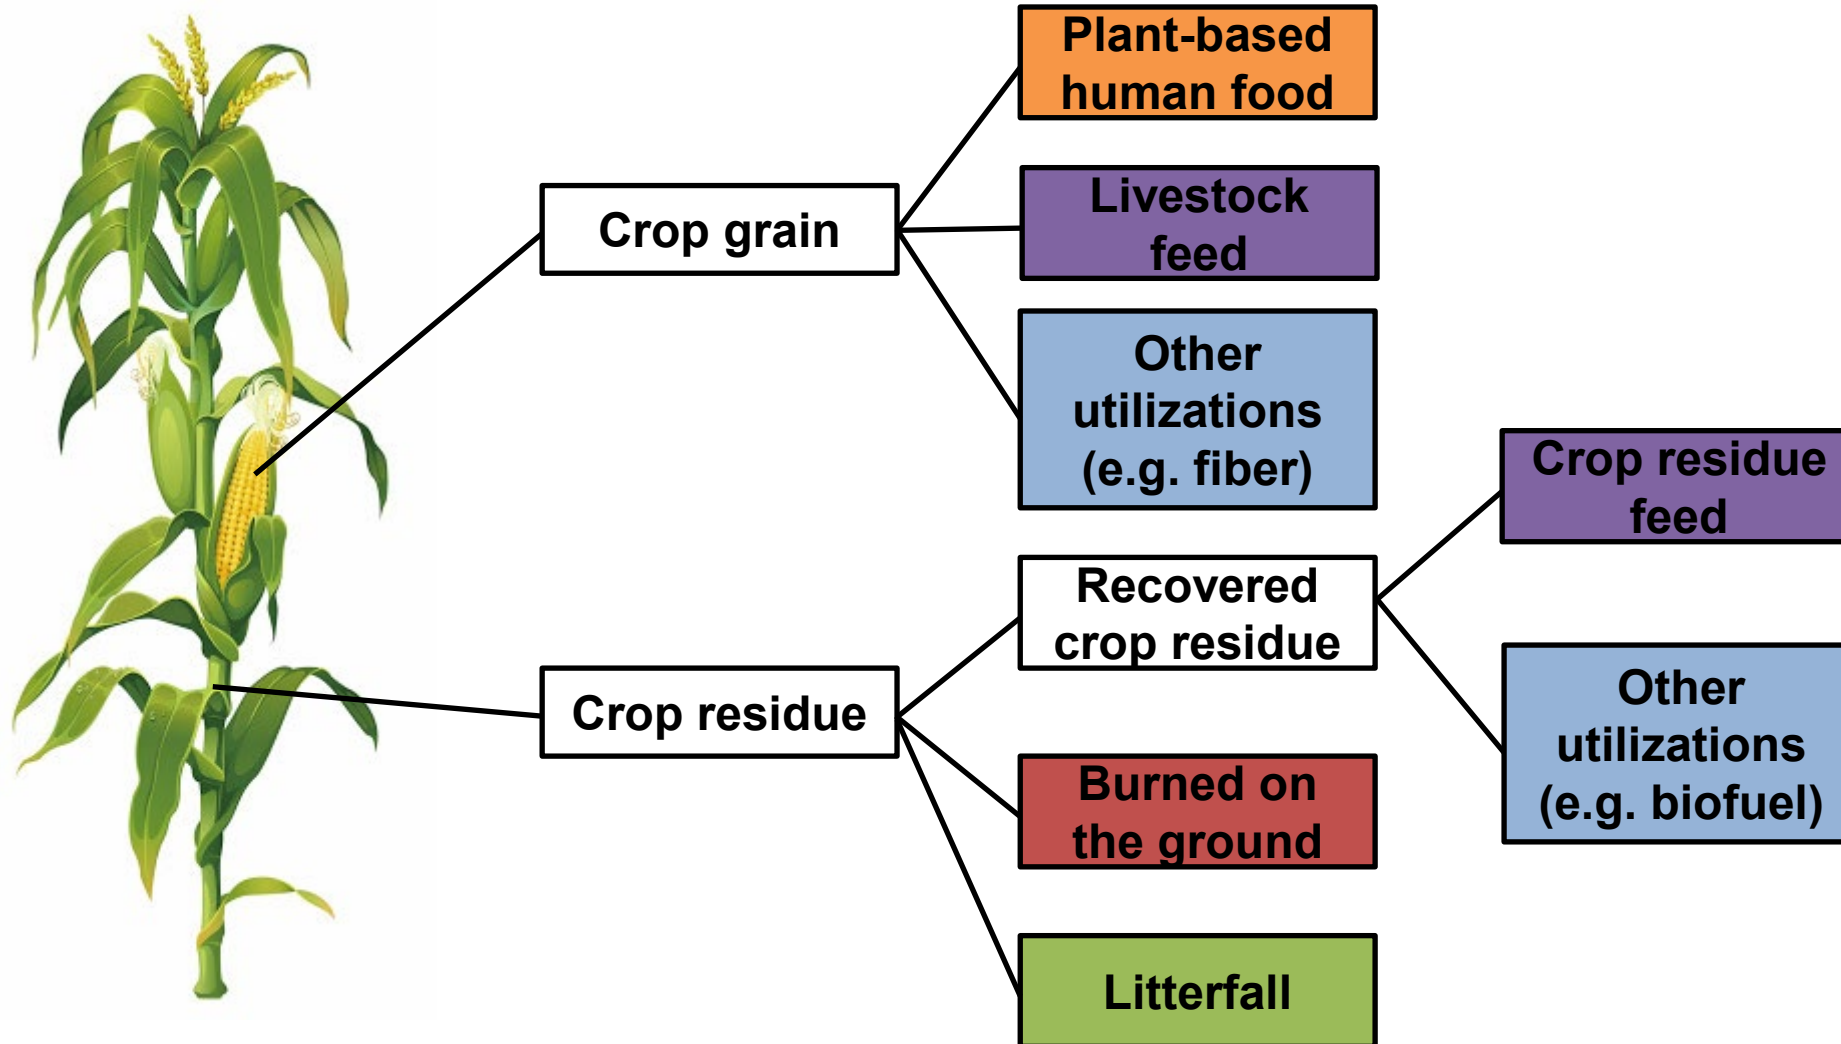 Plant-based
human food
Livestock
feed
Crop grain
Other
utilizations
(e.g. fiber)
Crop residue
feed
Recovered
crop residue
Other
utilizations
(e.g. biofuel)
Crop residue
Burned on
the ground
Litterfall